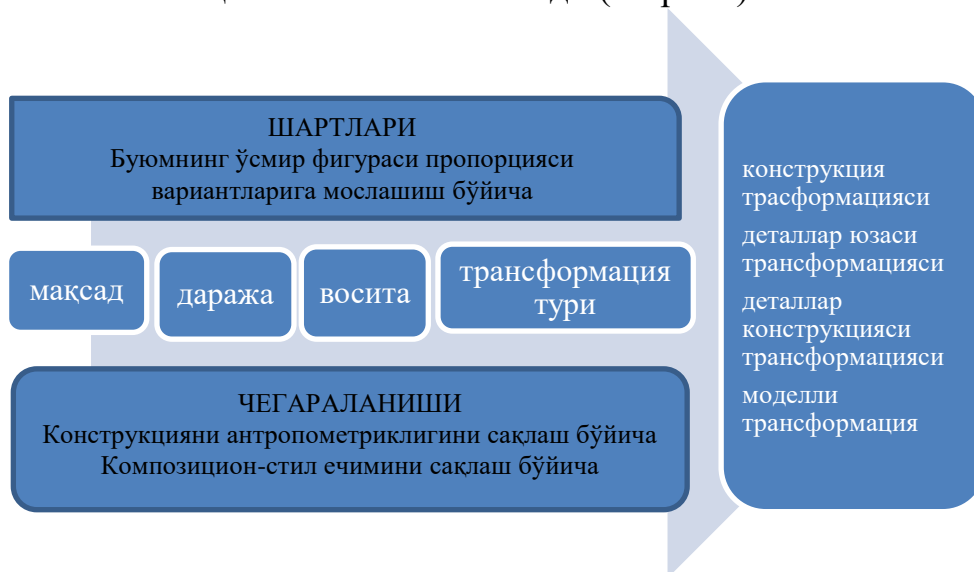 ШАРТЛАРИ
Буюмнинг ўсмир фигураси пропорцияси
вариантларига мослашиш бўйича
мақсад
даража
восита
трансформация
тури
ЧЕГАРАЛАНИШИ
Конструкцияни антропометриклигини сақлаш бўйича
Композицион-стил ечимини сақлаш бўйича
конструкция
трасформацияси
деталлар юзаси
трансформацияси
деталлар
конструкцияси
трансформацияси
моделли
трансформация